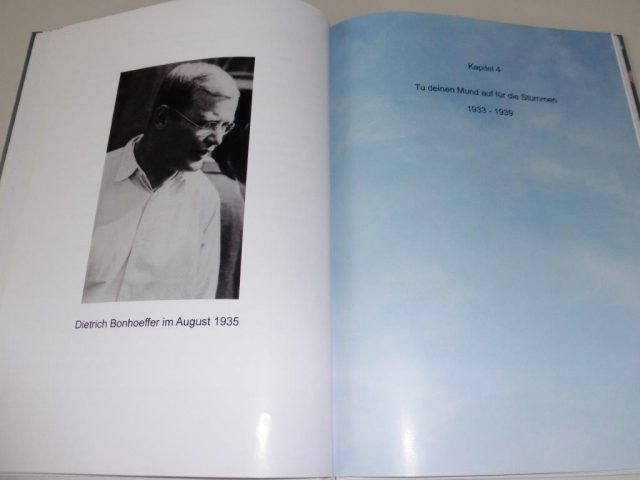 Dietrich Bonhoeffer im August 1935
Kapitel 4
Tu deinen Mund auf für die Stummen
1933 - 1939